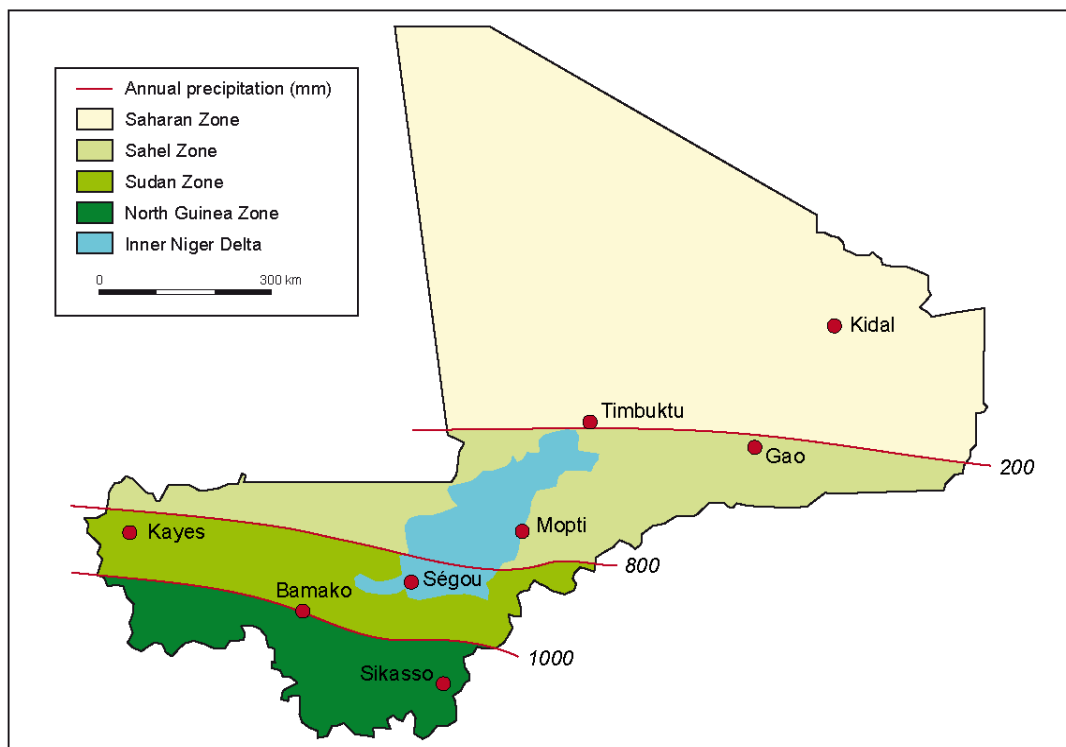 Annual precipitation (mm)
Saharan Zone
Sahel Zone
Sudan Zone
North Guinea Zone
Inner Niger Delta
0 300 km
Kidal
Timbuktu
Gao
200
Mopti
Kayes
800
Ségou
Bamako
1000
Sikasso